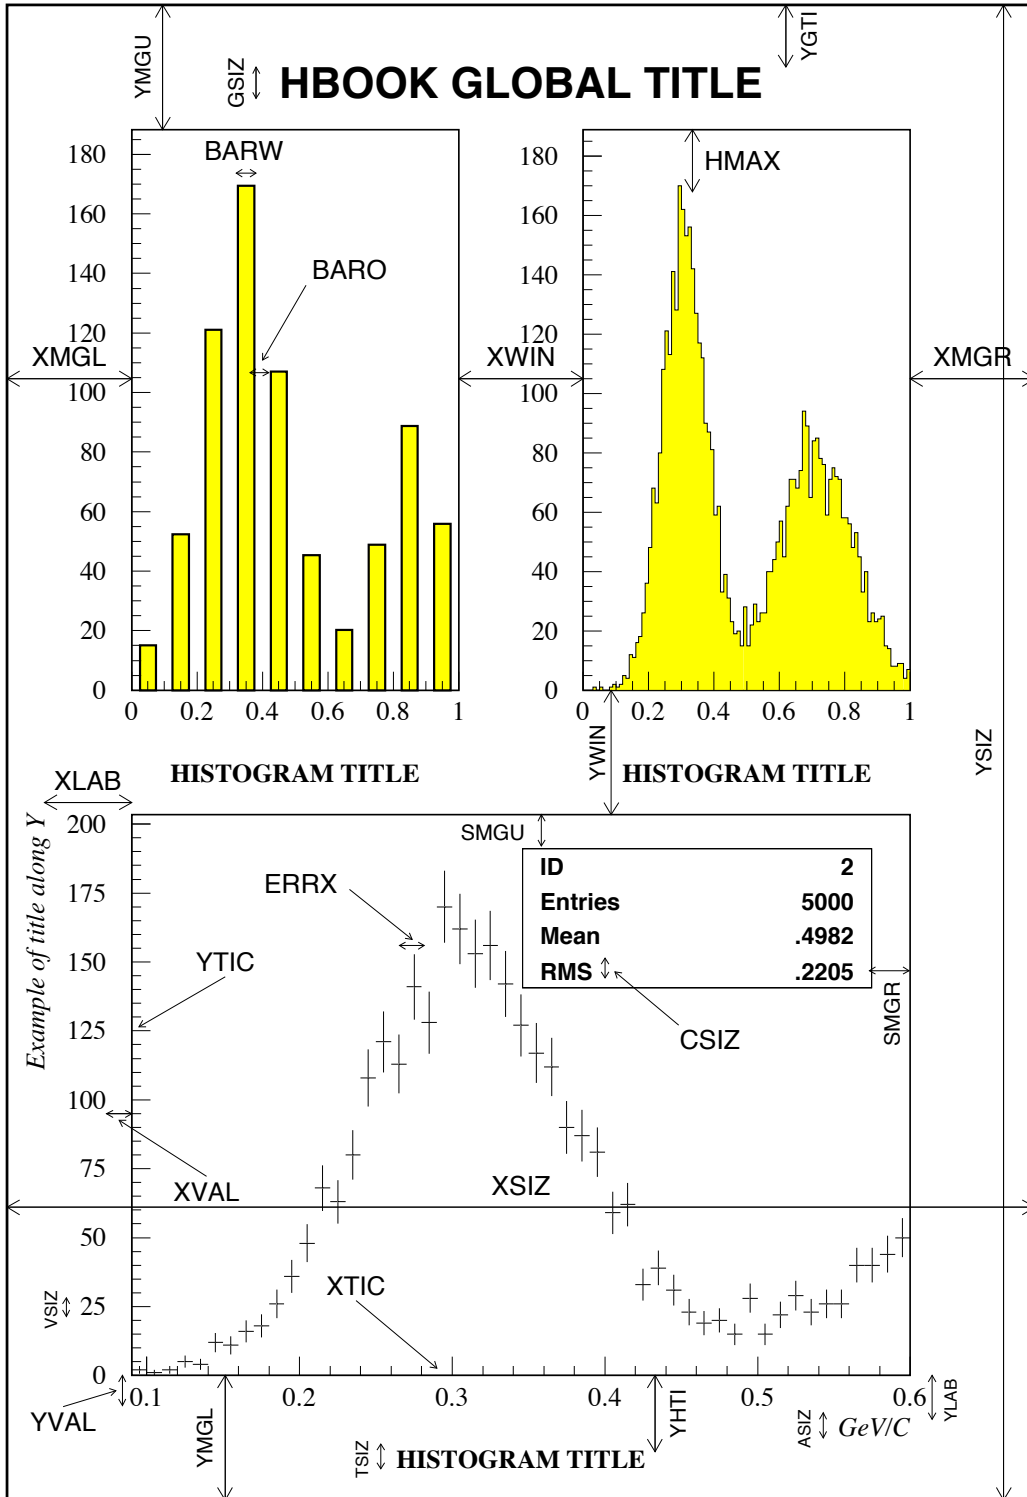 YMGU
YGTI
GSIZ
HBOOK GLOBAL TITLE
180
160
140
120
100
80
60
40
20
0
0 0.2 0.4 0.6 0.8 1
BARW
BARO
XMGL
HISTOGRAM TITLE
XWIN
180
160
140
120
100
80
60
40
20
0
0 0.2 0.4 0.6 0.8 1
HMAX
XMGR
YWIN
HISTOGRAM TITLE
YSIZ
XLAB
Example of title along Y
200
175
150
125
100
75
50
25
0
0.1 0.2 0.3 0.4 0.5 0.6
SMGU
ID 2
Entries 5000
Mean .4982
RMS .2205
ERRX
YTIC
CSIZ
SMGR
XVAL
XSIZ
VSIZ
XTIC
YVAL
YMGL
YHTI
YLAB
ASIZ
GeV/C
TSIZ
HISTOGRAM TITLE